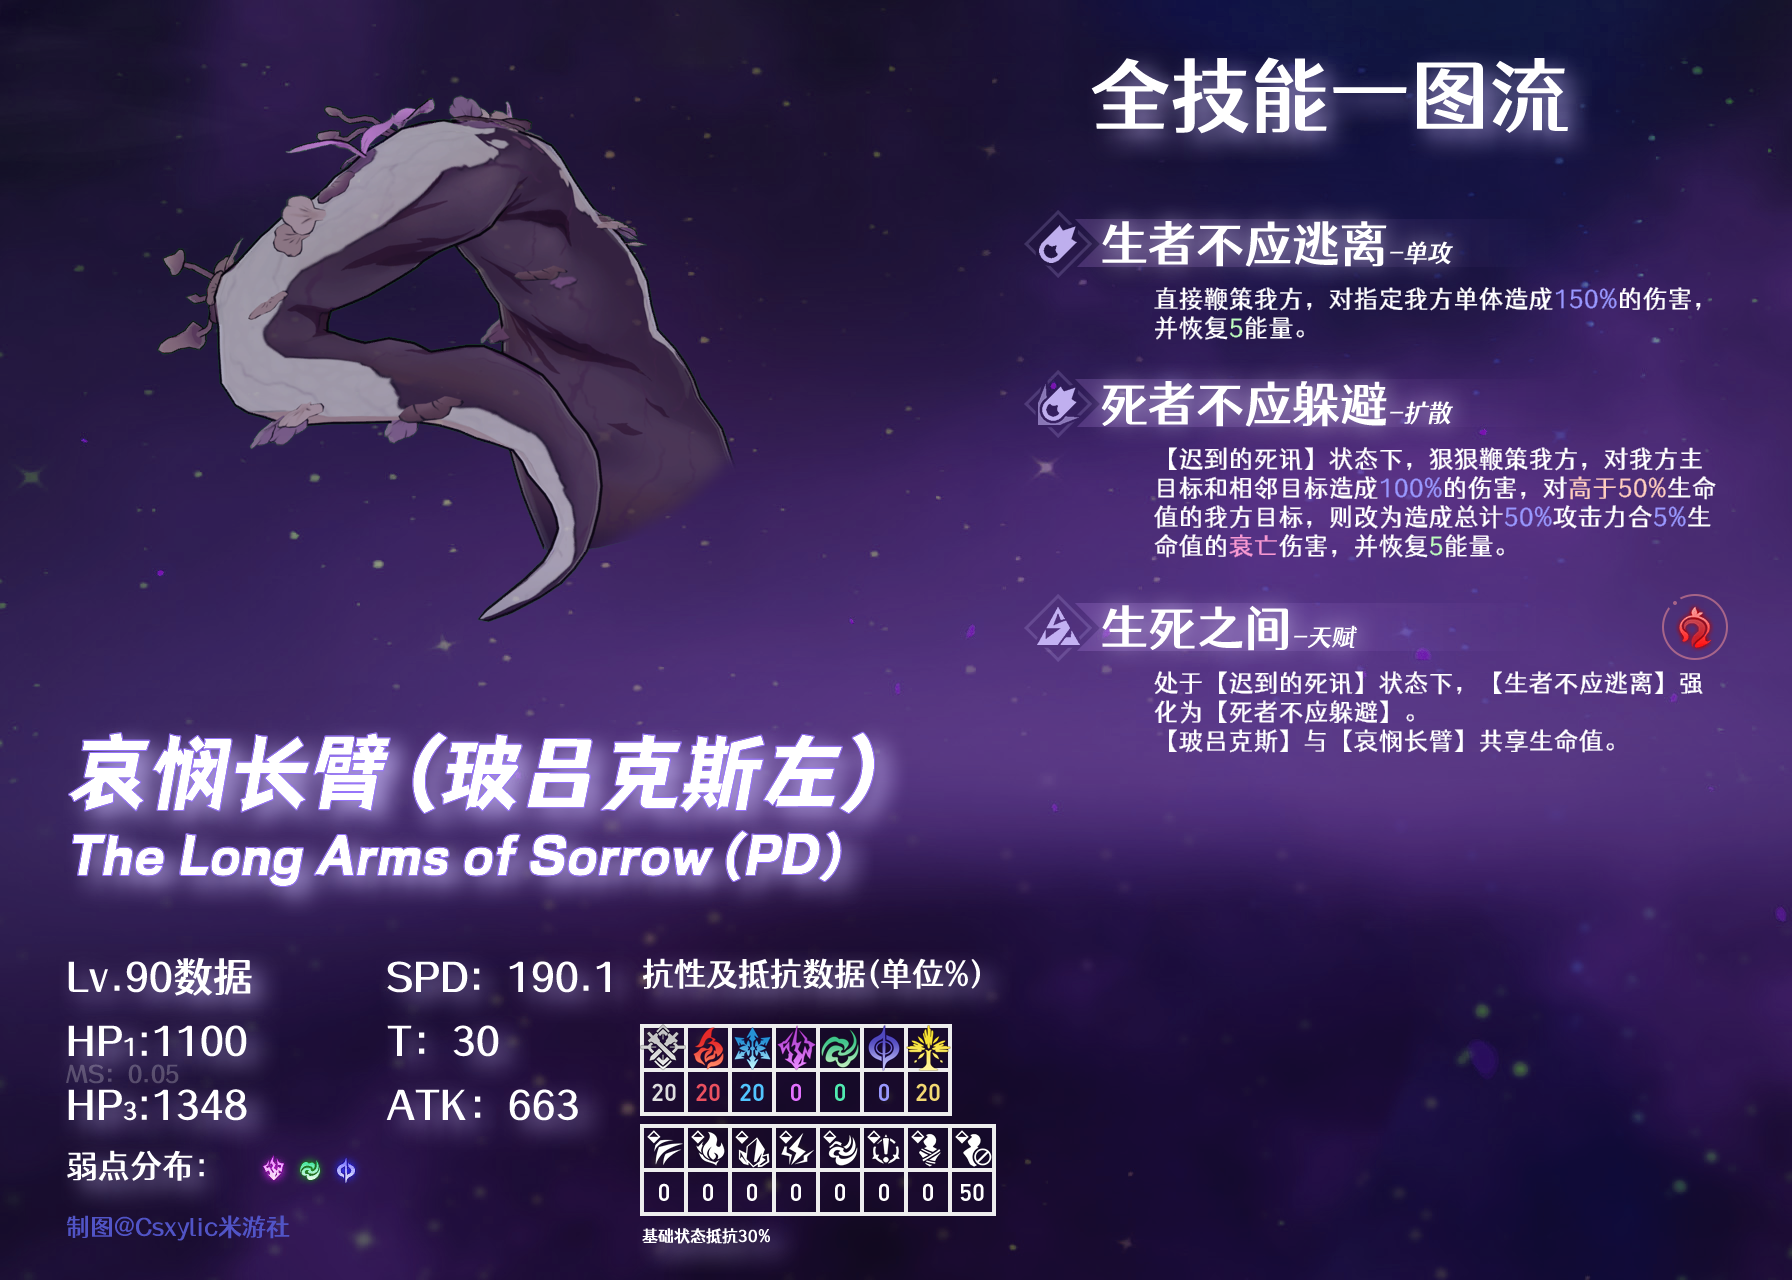 全技能一图流
生者不应逃离-单攻
直接鞭策我方，对指定我方单体造成150%的伤害，
并恢复5能量。
死者不应躲避-扩散
【迟到的死讯】状态下，狠狠鞭策我方，对我方主
目标和相邻目标造成100%的伤害，对高于50%生命
值的我方目标，则改为造成总计50%攻击力合5%生
命值的衰亡伤害，并恢复5能量。
生死之间-天赋
处于【迟到的死讯】状态下，【生者不应逃离】强
化为【死者不应躲避】。
【玻吕克斯】与【哀悯长臂】共享生命值。
哀悯长臂（玻吕克斯左）
The Long Arms of Sorrow (PD)
Lv.90数据
SPD：190.1
HP1:1100
T：30
MS：0.05
HP3:1348
ATK：663
弱点分布：
制图@Csxylic米游社
抗性及抵抗数据(单位%)
20 20 20 0 0 0 20
0 0 0 0 0 0 0 50
基础状态抵抗30%